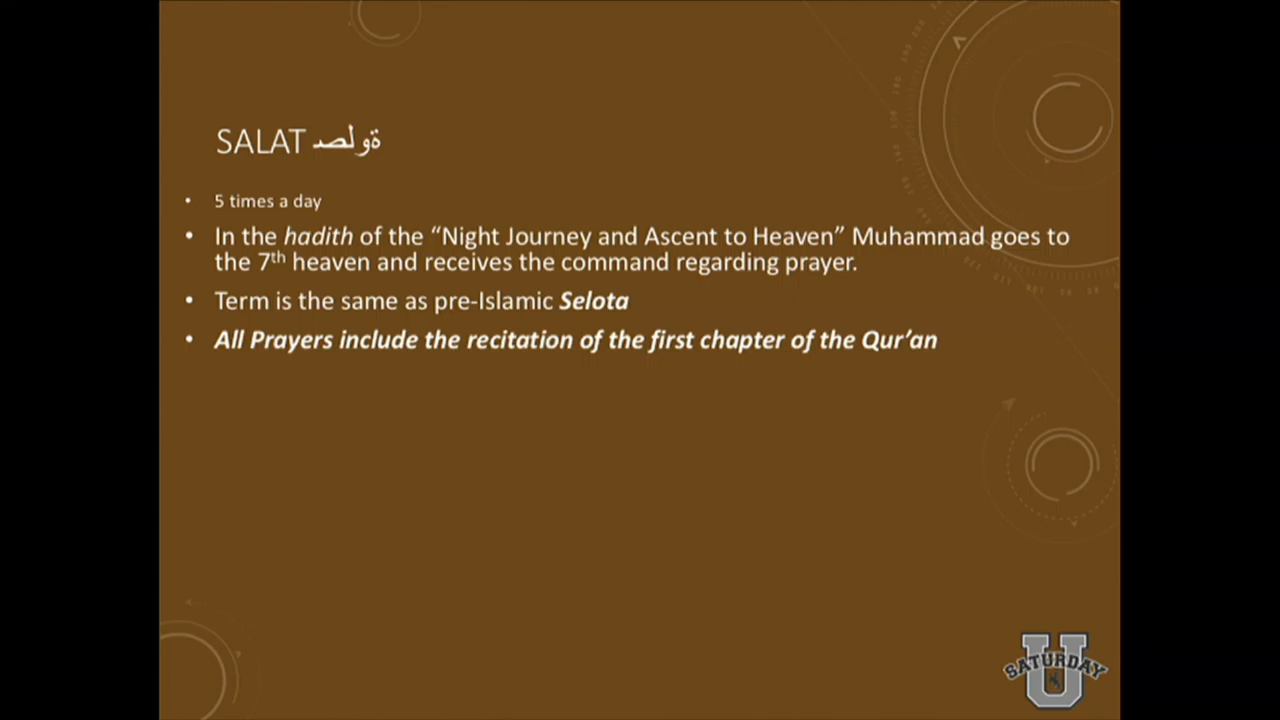 SALAT ةولص
• 5 times a day
• In the hadith of the “Night Journey and Ascent to Heaven” Muhammad goes to
the 7th heaven and receives the command regarding prayer.
• Term is the same as pre-Islamic Selota
• All Prayers include the recitation of the first chapter of the Qur’an
U
SATURDAY